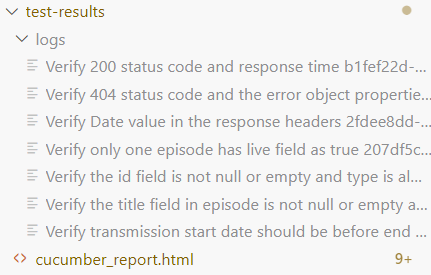 test-results
logs
Verify 200 status code and response time b1fef22d-...
Verify 404 status code and the error object propertie...
Verify Date value in the response headers 2fdee8dd-...
Verify only one episode has live field as true 207df5c...
Verify the id field is not null or empty and type is al...
Verify the title field in episode is not null or empty a...
Verify transmission start date should be before end ...
cucumber_report.html 9+